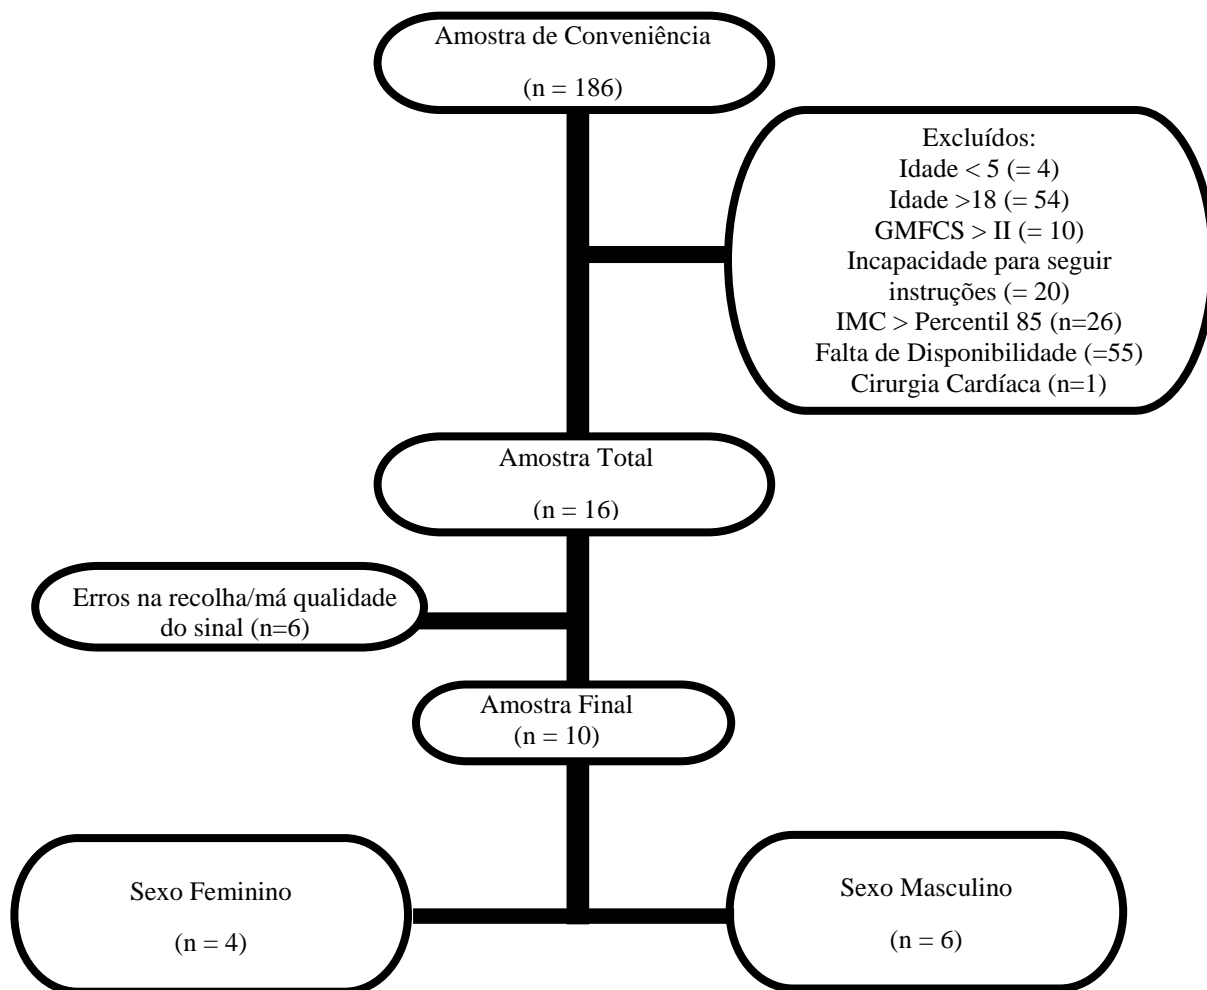 Amostra de Conveniência
(n = 186)
Excluídos:
Idade < 5 (= 4)
Idade >18 (= 54)
GMFCS > II (= 10)
Incapacidade para seguir
instruções (= 20)
IMC > Percentil 85 (n=26)
Falta de Disponibilidade (=55)
Cirurgia Cardíaca (n=1)
Amostra Total
(n = 16)
Erros na recolha/má qualidade
do sinal (n=6)
Amostra Final
(n = 10)
Sexo Feminino
(n = 4)
Sexo Masculino
(n = 6)